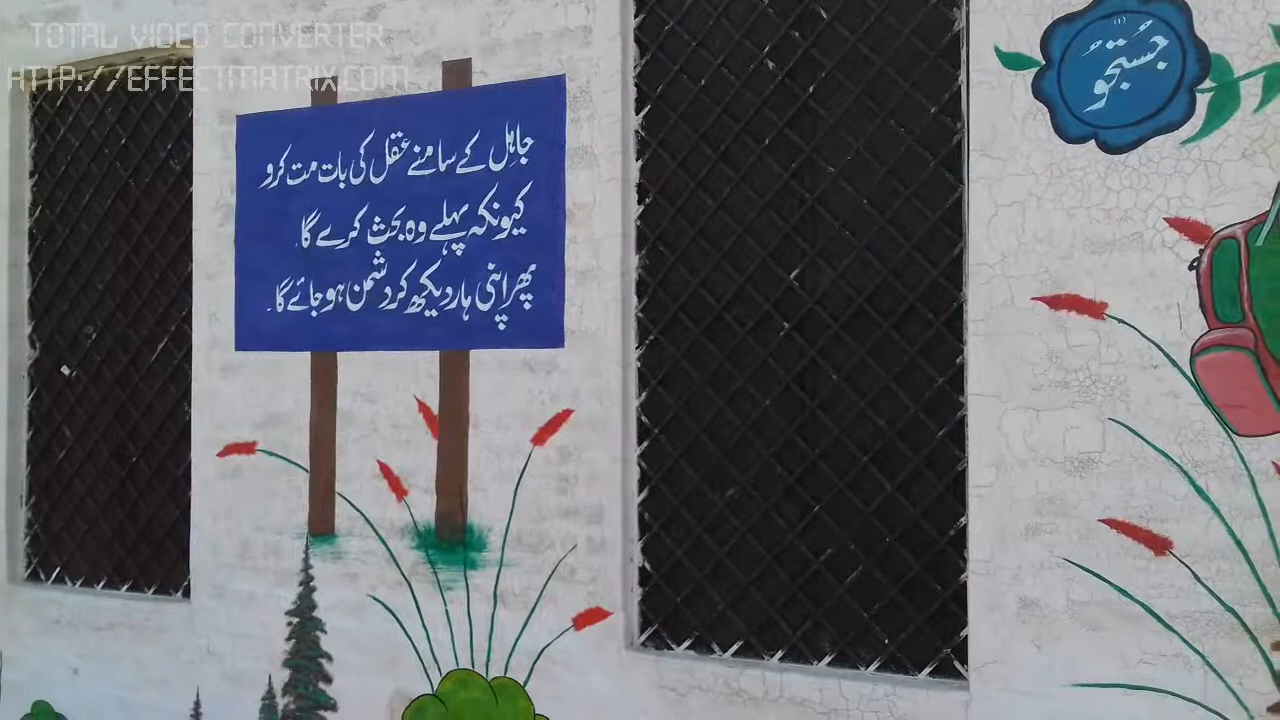 TOTAL VIDEO CONVERTER
HTTP://EFFECTMATRIX.COM
جاہل کے سامنے عقل کی بات مت کرو
کیونکہ پہلے وہ بحث کرے گا۔
پھر اپنی ہار دیکھ کر دشمن ہو جائے گا۔
جُستجُو